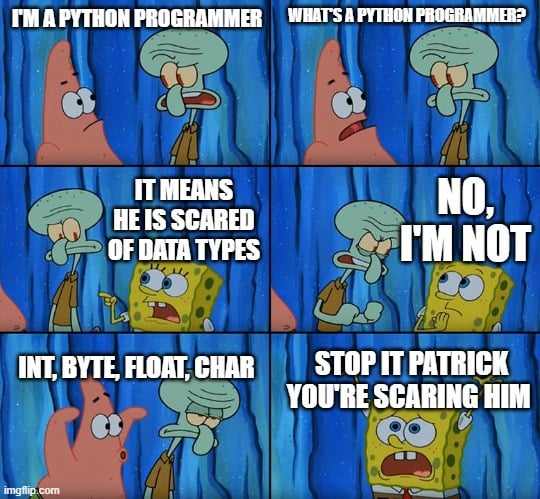 I'M A PYTHON PROGRAMMER
WHAT'S A PYTHON PROGRAMMER?
IT MEANS
HE IS SCARED
OF DATA TYPES
NO,
I'M NOT
INT, BYTE, FLOAT, CHAR
STOP IT PATRICK
YOU'RE SCARING HIM
imgflip.com